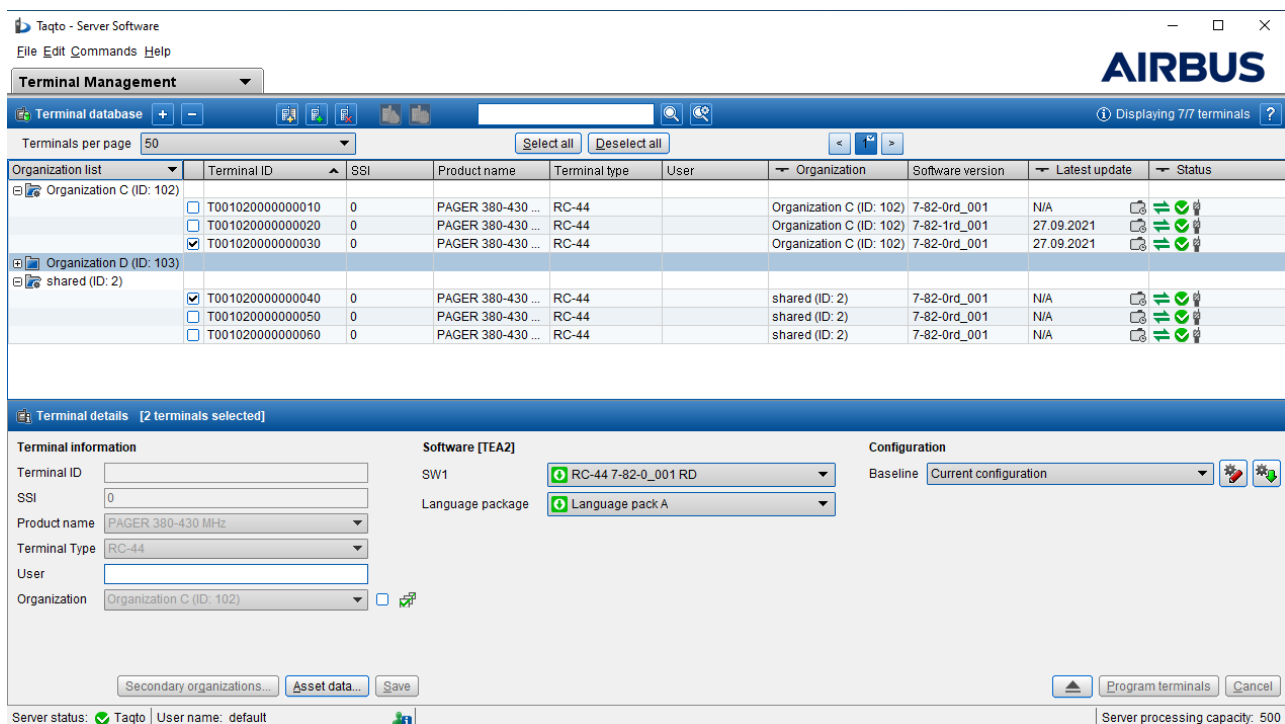 Taqto - Server Software
File Edit Commands Help
AIRBUS
Terminal Management
Terminal database + − Displaying 7/7 terminals ?
Terminals per page 50 Select all Deselect all < 1 >
Organization list Terminal ID SSI Product name Terminal type User Organization Software version Latest update Status
Organization C (ID: 102)
T001020000000010 0 PAGER 380-430 ... RC-44 Organization C (ID: 102) 7-82-0rd_001 N/A
T001020000000020 0 PAGER 380-430 ... RC-44 Organization C (ID: 102) 7-82-1rd_001 27.09.2021
T001020000000030 0 PAGER 380-430 ... RC-44 Organization C (ID: 102) 7-82-0rd_001 27.09.2021
Organization D (ID: 103)
shared (ID: 2)
T001020000000040 0 PAGER 380-430 ... RC-44 shared (ID: 2) 7-82-0rd_001 N/A
T001020000000050 0 PAGER 380-430 ... RC-44 shared (ID: 2) 7-82-0rd_001 N/A
T001020000000060 0 PAGER 380-430 ... RC-44 shared (ID: 2) 7-82-0rd_001 N/A
Terminal details [2 terminals selected]
Terminal information Software [TEA2] Configuration
Terminal ID SW1 RC-44 7-82-0_001 RD Baseline Current configuration
SSI 0
Language package Language pack A
Product name PAGER 380-430 MHz
Terminal Type RC-44
User
Organization Organization C (ID: 102)
Secondary organizations... Asset data... Save Program terminals Cancel
Server status: Taqto User name: default Server processing capacity: 500